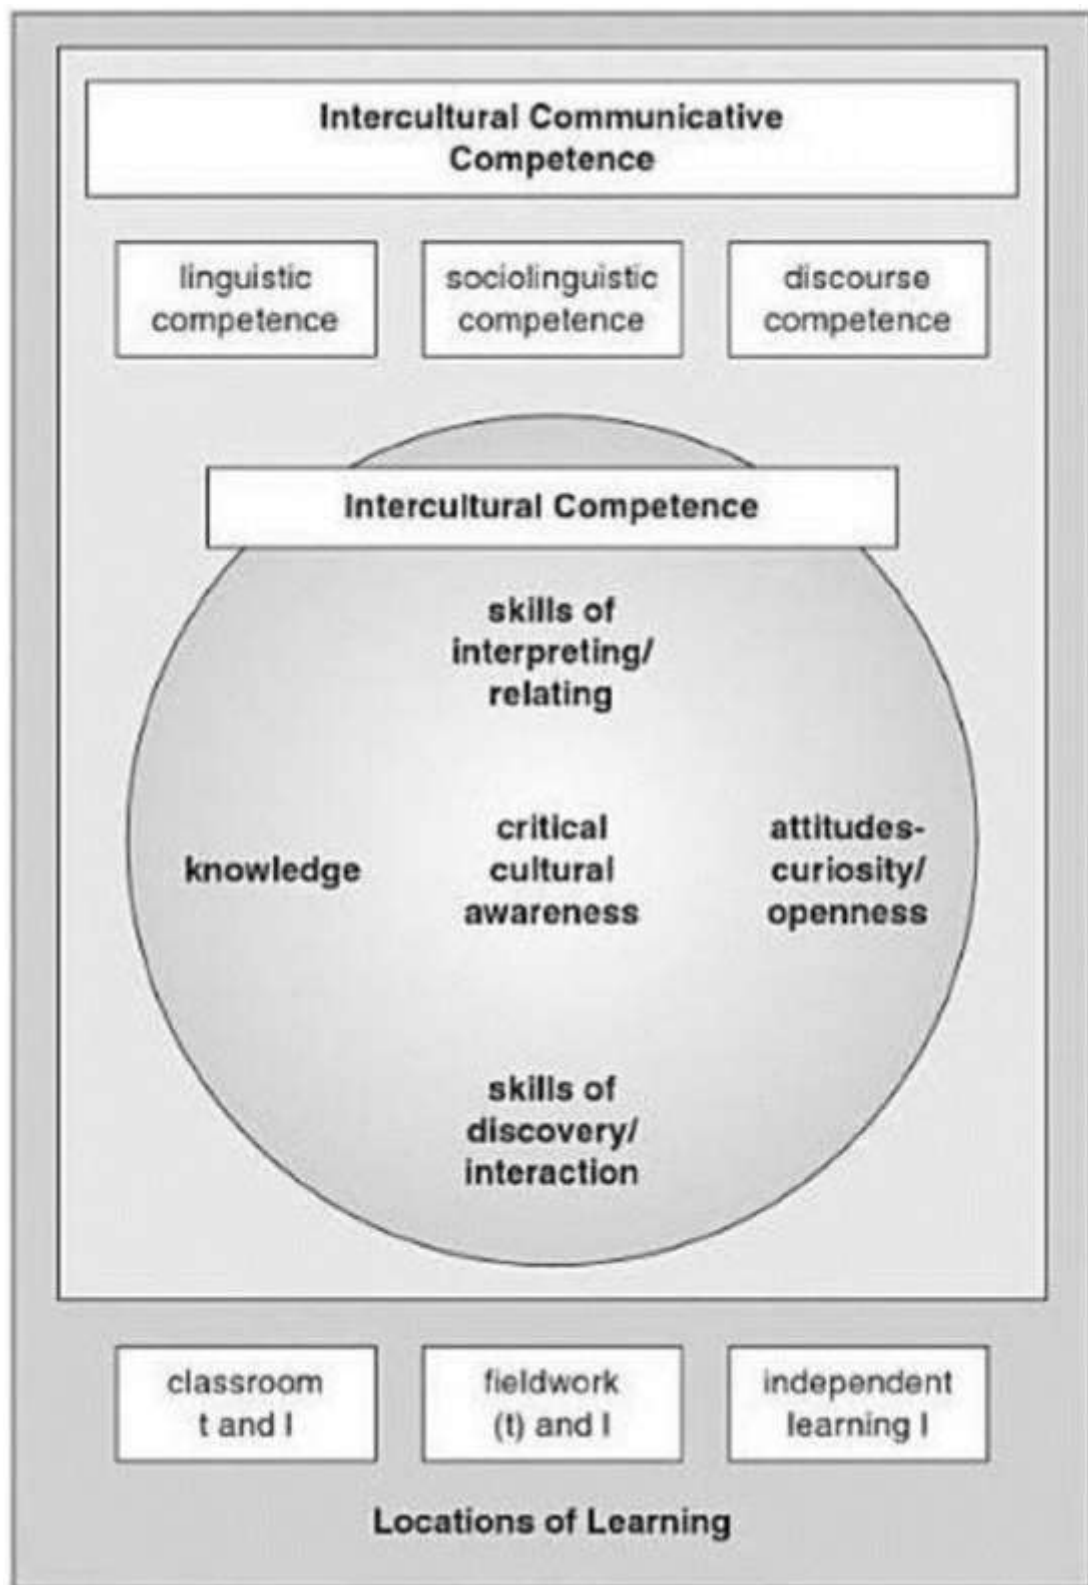 Intercultural Communicative
Competence
linguistic
competence
sociolinguistic
competence
discourse
competence
Intercultural Competence
skills of
interpreting/
relating
knowledge
critical
cultural
awareness
attitudes-
curiosity/
openness
skills of
discovery/
interaction
classroom
t and l
fieldwork
(t) and l
independent
learning l
Locations of Learning